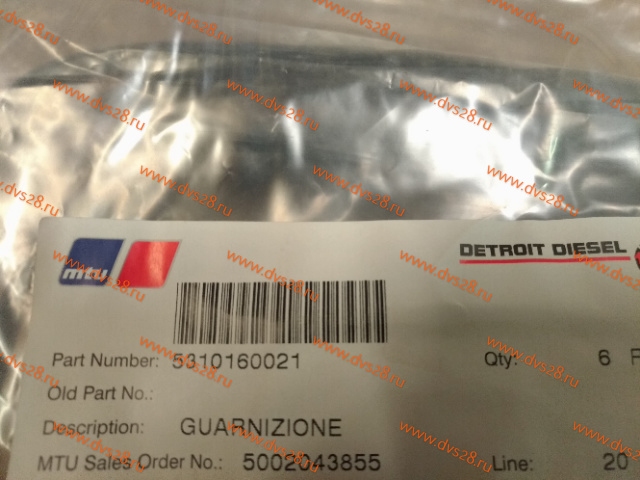 mtu
DETROIT DIESEL
Part Number: 5310160021 Qty: 6 P
Old Part No.:
Description: GUARNIZIONE
MTU Sales Order No.: 5002043855 Line: 20
www.dvs28.ru